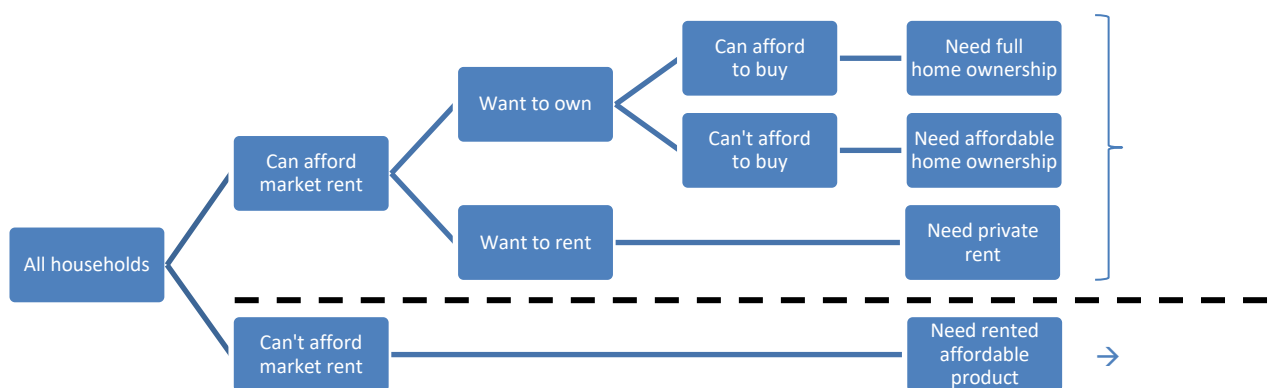 Can afford
to buy
Need full
home ownership
Want to own
Can't afford
to buy
Need affordable
home ownership
Can afford
market rent
Want to rent
Need private
rent
All households
Can't afford
market rent
Need rented
affordable
product